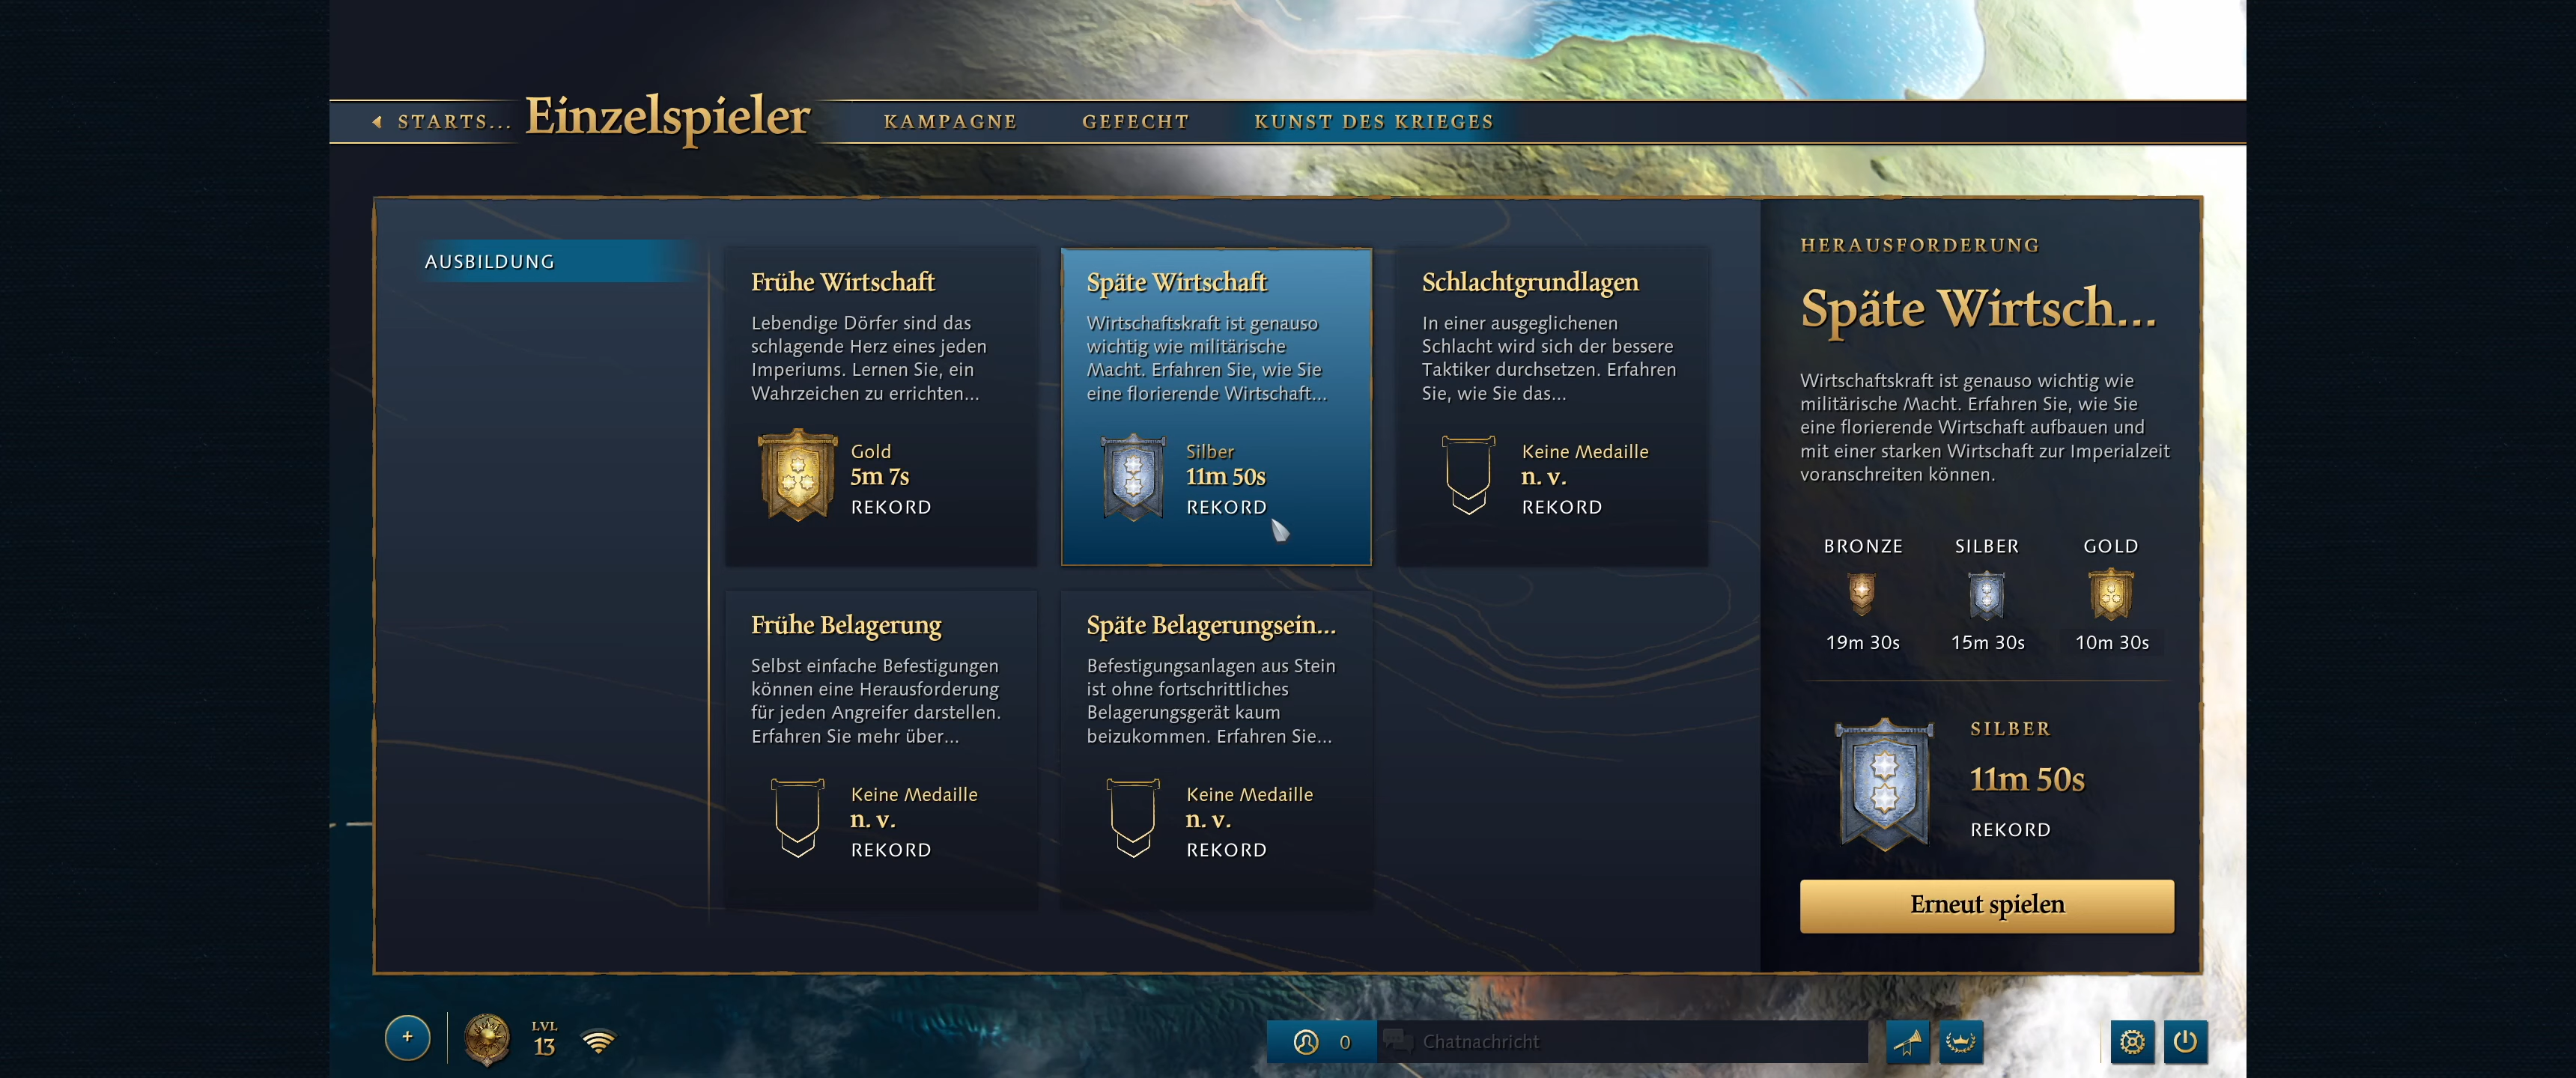 STARTS...
Einzelspieler
KAMPAGNE
GEFECHT
KUNST DES KRIEGES
AUSBILDUNG
Frühe Wirtschaft
Lebendige Dörfer sind das
schlagende Herz eines jeden
Imperiums. Lernen Sie, ein
Wahrzeichen zu errichten...
Gold
5m 7s
REKORD
Späte Wirtschaft
Wirtschaftskraft ist genauso
wichtig wie militärische
Macht. Erfahren Sie, wie Sie
eine florierende Wirtschaft...
Silber
11m 50s
REKORD
Schlachtgrundlagen
In einer ausgeglichenen
Schlacht wird sich der bessere
Taktiker durchsetzen. Erfahren
Sie, wie Sie das...
Keine Medaille
n. v.
REKORD
Frühe Belagerung
Selbst einfache Befestigungen
können eine Herausforderung
für jeden Angreifer darstellen.
Erfahren Sie mehr über...
Keine Medaille
n. v.
REKORD
Späte Belagerungsein...
Befestigungsanlagen aus Stein
ist ohne fortschrittliches
Belagerungsgerät kaum
beizukommen. Erfahren Sie...
Keine Medaille
n. v.
REKORD
HERAUSFORDERUNG
Späte Wirtsch...
Wirtschaftskraft ist genauso wichtig wie
militärische Macht. Erfahren Sie, wie Sie
eine florierende Wirtschaft aufbauen und
mit einer starken Wirtschaft zur Imperialzeit
voranschreiten können.
BRONZE SILBER GOLD
19m 30s 15m 30s 10m 30s
SILBER
11m 50s
REKORD
Erneut spielen
LVL
13
0
Chatnachricht